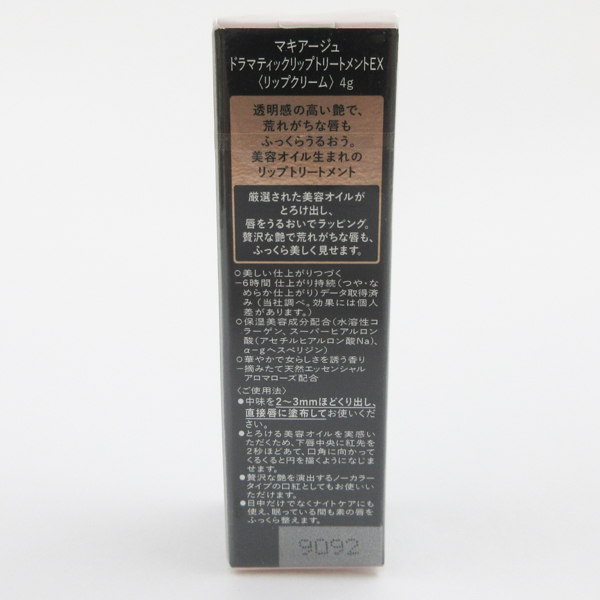 マキアージュ
ドラマティックリップトリートメントEX
〈リップクリーム〉 4g
透明感の高い艶で、
荒れがちな唇も
ふっくらうるおう。
美容オイル生まれの
リップトリートメント
厳選された美容オイルが
とろけ出し、
唇をうるおいでラッピング。
贅沢な艶で荒れがちな唇も、
ふっくら美しく見せます。
○美しい仕上がりつづく
−6時間 仕上がり持続（つや・な
めらか仕上がり）データ取得済
み（当社調べ。効果には個人
差があります。）
○保湿美容成分配合（水溶性コ
ラーゲン、スーパーヒアルロン
酸（アセチルヒアルロン酸Na）、
α−gヘスペリジン）
○華やかで女らしさを誘う香り
−摘みたて天然エッセンシャル
アロマローズ配合
〈ご使用法〉
●中味を2〜3mmほどくり出し、
直接唇に塗布してお使いくださ
い。
●とろける美容オイルを実感い
ただくため、下唇中央に紅先を
2秒ほどあて、口角に向かって
くるくると円を描くようになじま
せます。
●贅沢な艶を演出するノーカラー
タイプの口紅としてもお使いい
ただけます。
●日中だけでなくナイトケアにも
使え、眠っている間も素の唇を
ふっくら整えます。
9092